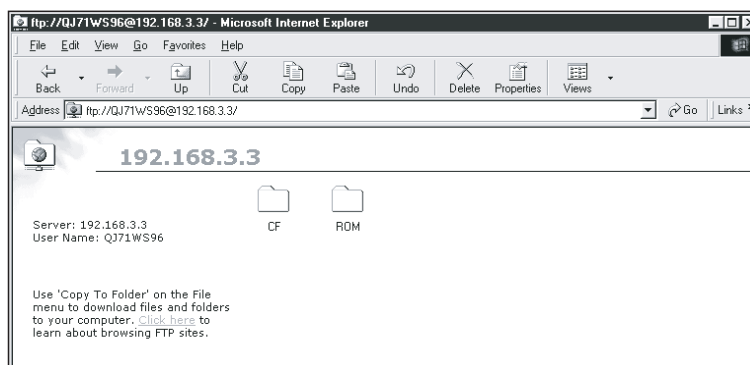 ftp://QJ71WS96@192.168.3.3/ - Microsoft Internet Explorer
File Edit View Go Favorites Help
Back Forward Up Cut Copy Paste Undo Delete Properties Views
Address ftp://QJ71WS96@192.168.3.3/ Go Links
192.168.3.3
CF ROM
Server: 192.168.3.3
User Name: QJ71WS96
Use 'Copy To Folder' on the File
menu to download files and folders
to your computer. Click here to
learn about browsing FTP sites.